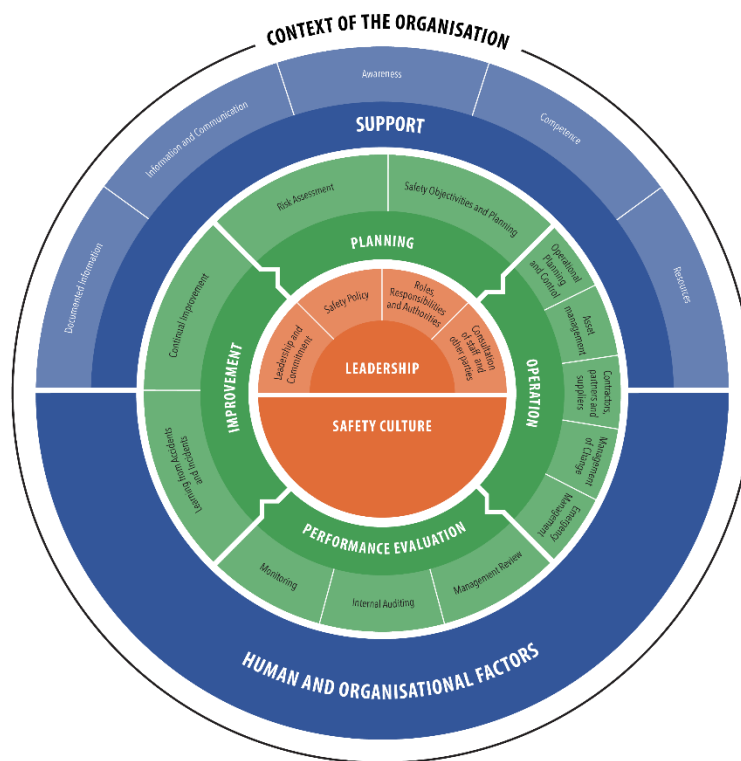 CONTEXT OF THE ORGANISATION
Documented Information
Information and Communication
Awareness
Competence
Resources
SUPPORT
Risk Assessment
Safety Objectivities and Planning
PLANNING
Operational
Planning
and Control
Asset
management
Contractors,
partners and
suppliers
Management
of Change
Emergency
Management
OPERATION
Continual Improvement
Learning from Accidents
and Incidents
IMPROVEMENT
Leadership and
Commitment
Safety Policy
Roles,
Responsibilities
and Authorities
Consultation
of staff and
other parties
LEADERSHIP
SAFETY CULTURE
PERFORMANCE EVALUATION
Monitoring
Internal Auditing
Management Review
HUMAN AND ORGANISATIONAL FACTORS